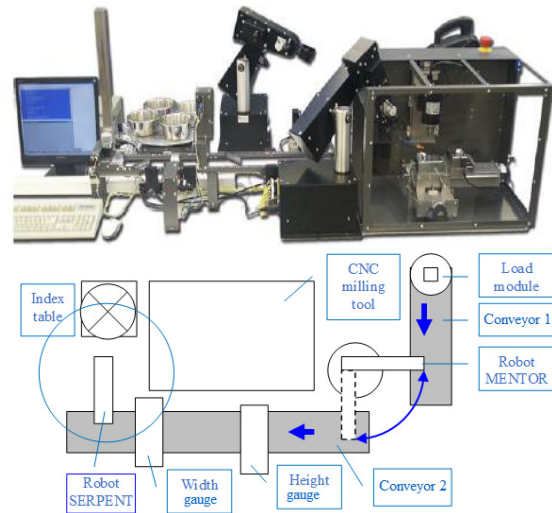 CNC
milling
tool
Load
module
Index
table
Conveyor 1
Robot
MENTOR
Robot
SERPENT
Width
gauge
Height
gauge
Conveyor 2